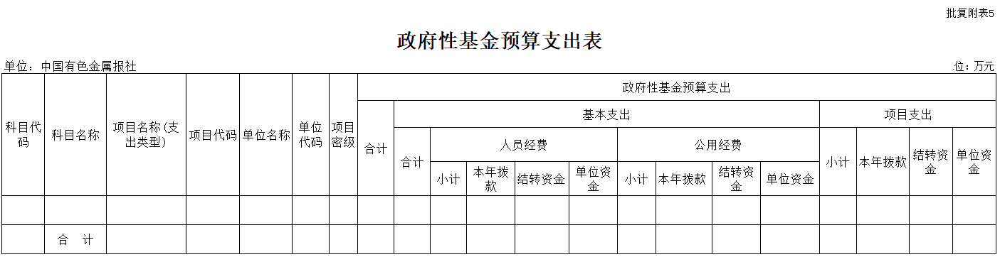 批复附表5
政府性基金预算支出表
单位：中国有色金属报社
位：万元
政府性基金预算支出
基本支出
项目支出
科目代
码
科目名称
项目名称(支
出类型)
项目代码
单位名称
单位
代码
项目
密级
合计
合计
人员经费
公用经费
小计
本年拨款
结转资
金
单位资
金
小计
本年拨
款
结转资金
单位资
金
小计
本年拨款
结转资
金
单位资金
合 计